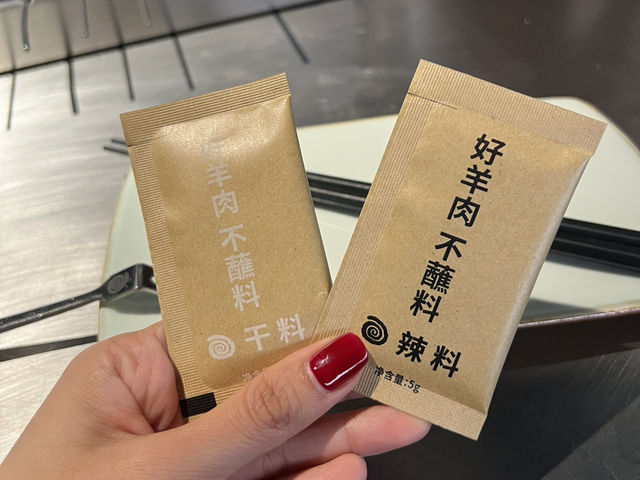 好羊肉 不蘸料
干料
好羊肉 不蘸料
辣料
净含量:5g